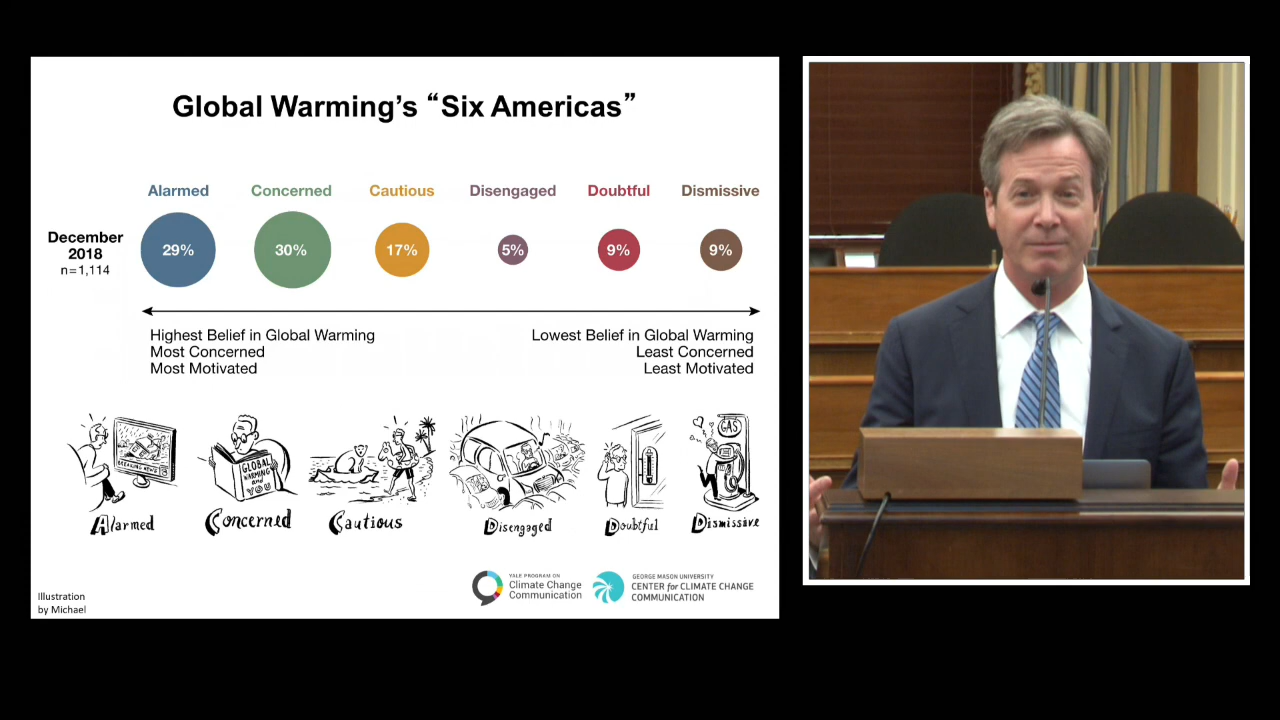 Global Warming’s “Six Americas”
Alarmed Concerned Cautious Disengaged Doubtful Dismissive
December
2018
n=1,114
29% 30% 17% 5% 9% 9%
Highest Belief in Global Warming
Most Concerned
Most Motivated
Lowest Belief in Global Warming
Least Concerned
Least Motivated
BREAKING NEWS
GLOBAL
WARMING
and
YOU
GAS
Alarmed Concerned Cautious Disengaged Doubtful Dismissive
YALE PROGRAM ON
Climate Change
Communication
GEORGE MASON UNIVERSITY
CENTER for CLIMATE CHANGE
COMMUNICATION
Illustration
by Michael